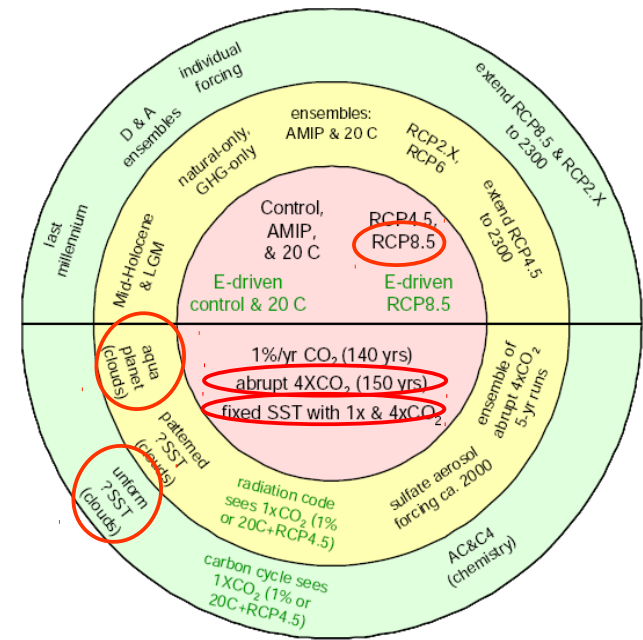 individual
forcing
D & A
ensembles
last
millennium
extend RCP8.5 & RCP2.X
to 2300
ensembles:
AMIP & 20 C
natural-only,
GHG-only
RCP2.X,
RCP6
extend RCP4.5
to 2300
Mid-Holocene
& LGM
Control,
AMIP,
& 20 C
RCP4.5,
RCP8.5
E-driven
control & 20 C
E-driven
RCP8.5
1%/yr CO₂ (140 yrs)
abrupt 4XCO₂ (150 yrs)
fixed SST with 1x & 4xCO₂
aqua
planet
(clouds)
patterned
?SST
(clouds)
unform
?SST
(clouds)
radiation code
sees 1xCO₂ (1%
or 20C+RCP4.5)
sulfate aerosol
forcing ca. 2000
ensemble of
abrupt 4xCO₂
5-yr runs
carbon cycle sees
1XCO₂ (1% or
20C+RCP4.5)
AC&C4
(chemistry)